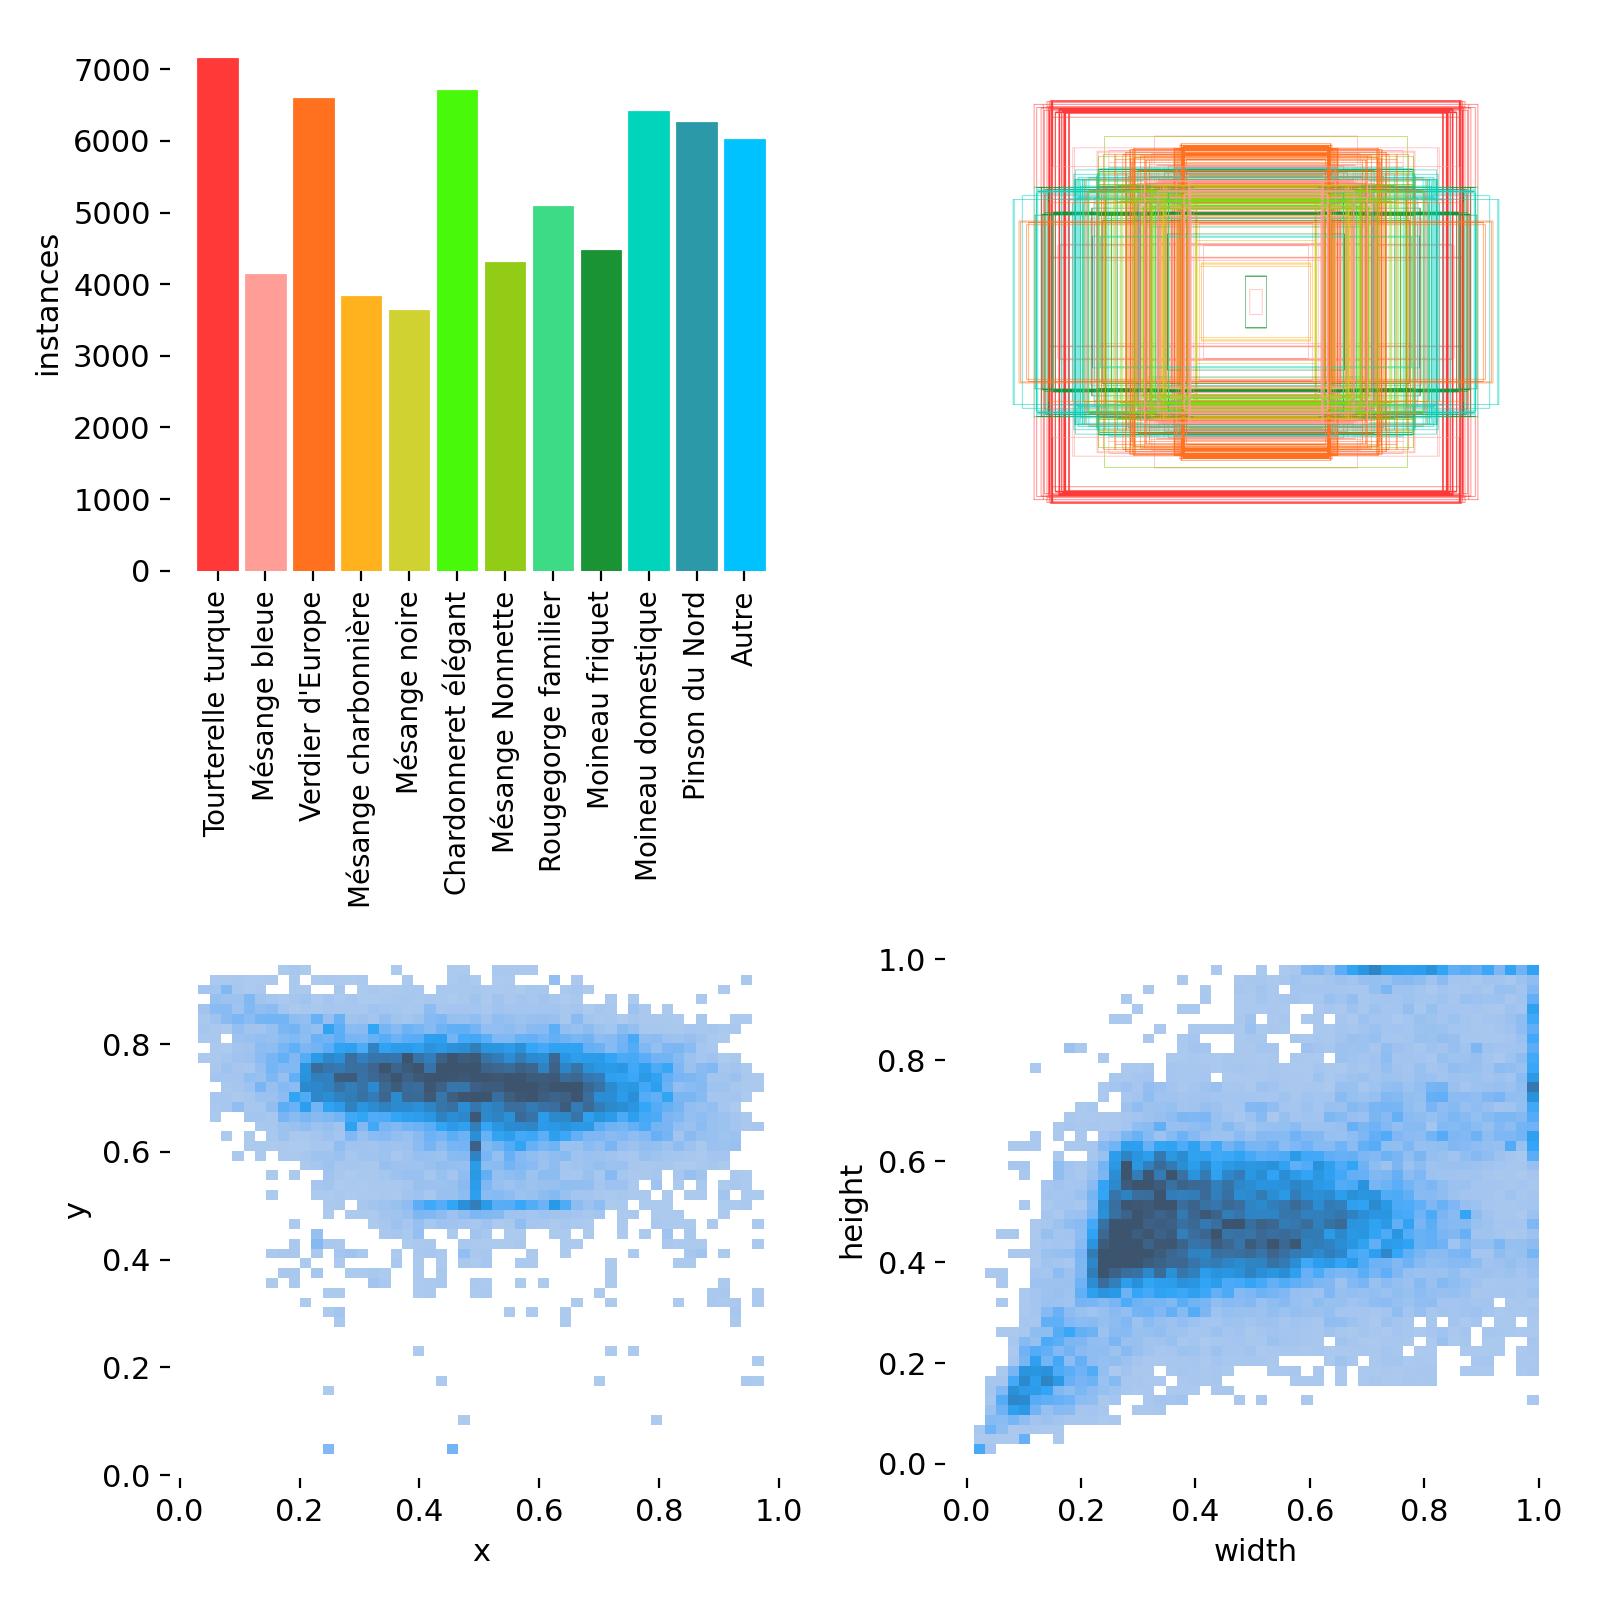 7000
6000
5000
4000
3000
2000
1000
0
instances
Tourterelle turque
Mésange bleue
Verdier d'Europe
Mésange charbonnière
Mésange noire
Chardonneret élégant
Mésange Nonnette
Rougegorge familier
Moineau friquet
Moineau domestique
Pinson du Nord
Autre
0.8
0.6
0.4
0.2
0.0
y
0.0 0.2 0.4 0.6 0.8 1.0
x
1.0
0.8
0.6
0.4
0.2
0.0
height
0.0 0.2 0.4 0.6 0.8 1.0
width